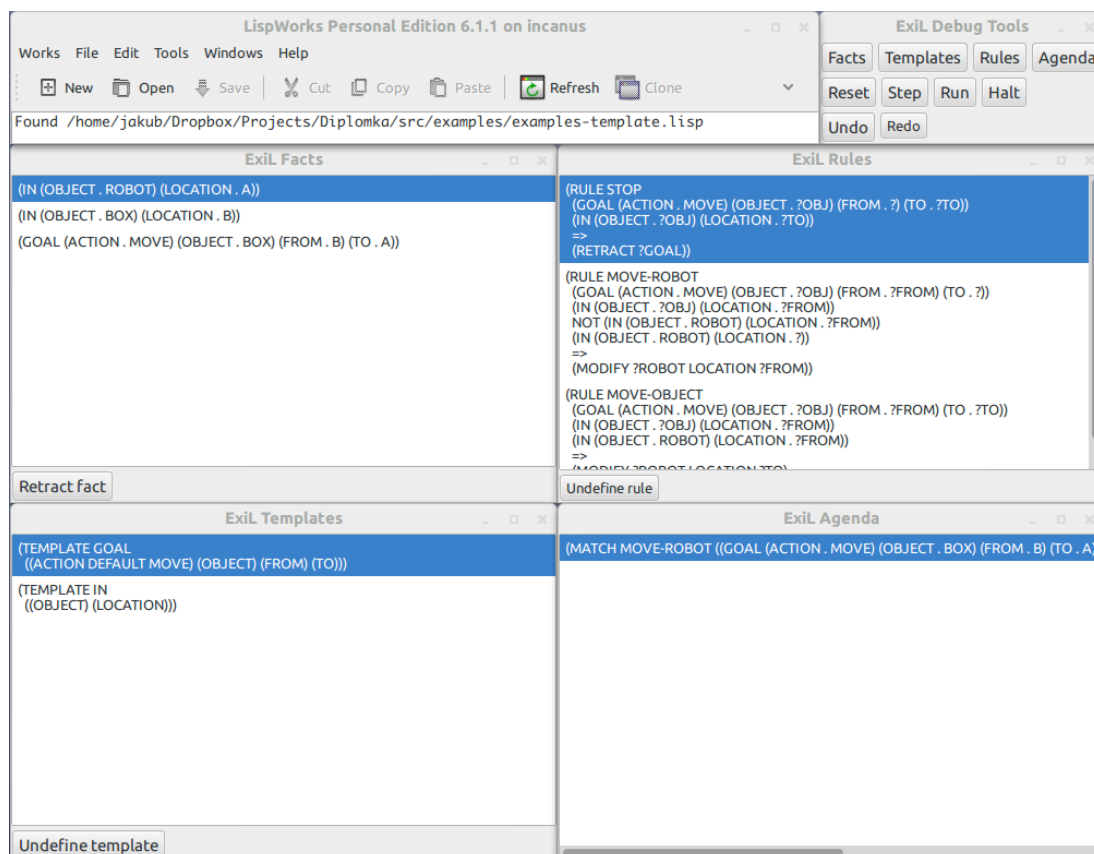 LispWorks Personal Edition 6.1.1 on incanus
Works File Edit Tools Windows Help
New Open Save Cut Copy Paste Refresh Clone
Found /home/jakub/Dropbox/Projects/Diplomka/src/examples/examples-template.lisp
ExiL Debug Tools
Facts Templates Rules Agenda
Reset Step Run Halt
Undo Redo
ExiL Facts
(IN (OBJECT . ROBOT) (LOCATION . A))
(IN (OBJECT . BOX) (LOCATION . B))
(GOAL (ACTION . MOVE) (OBJECT . BOX) (FROM . B) (TO . A))
Retract fact
ExiL Rules
(RULE STOP
(GOAL (ACTION . MOVE) (OBJECT . ?OBJ) (FROM . ?) (TO . ?TO))
(IN (OBJECT . ?OBJ) (LOCATION . ?TO))
=>
(RETRACT ?GOAL))
(RULE MOVE-ROBOT
(GOAL (ACTION . MOVE) (OBJECT . ?OBJ) (FROM . ?FROM) (TO . ?))
(IN (OBJECT . ?OBJ) (LOCATION . ?FROM))
NOT (IN (OBJECT . ROBOT) (LOCATION . ?FROM))
(IN (OBJECT . ROBOT) (LOCATION . ?))
=>
(MODIFY ?ROBOT LOCATION ?FROM))
(RULE MOVE-OBJECT
(GOAL (ACTION . MOVE) (OBJECT . ?OBJ) (FROM . ?FROM) (TO . ?TO))
(IN (OBJECT . ?OBJ) (LOCATION . ?FROM))
(IN (OBJECT . ROBOT) (LOCATION . ?FROM))
=>
(MODIFY ?ROBOT LOCATION ?TO)
Undefine rule
ExiL Templates
(TEMPLATE GOAL
((ACTION DEFAULT MOVE) (OBJECT) (FROM) (TO)))
(TEMPLATE IN
((OBJECT) (LOCATION)))
Undefine template
ExiL Agenda
(MATCH MOVE-ROBOT ((GOAL (ACTION . MOVE) (OBJECT . BOX) (FROM . B) (TO . A)